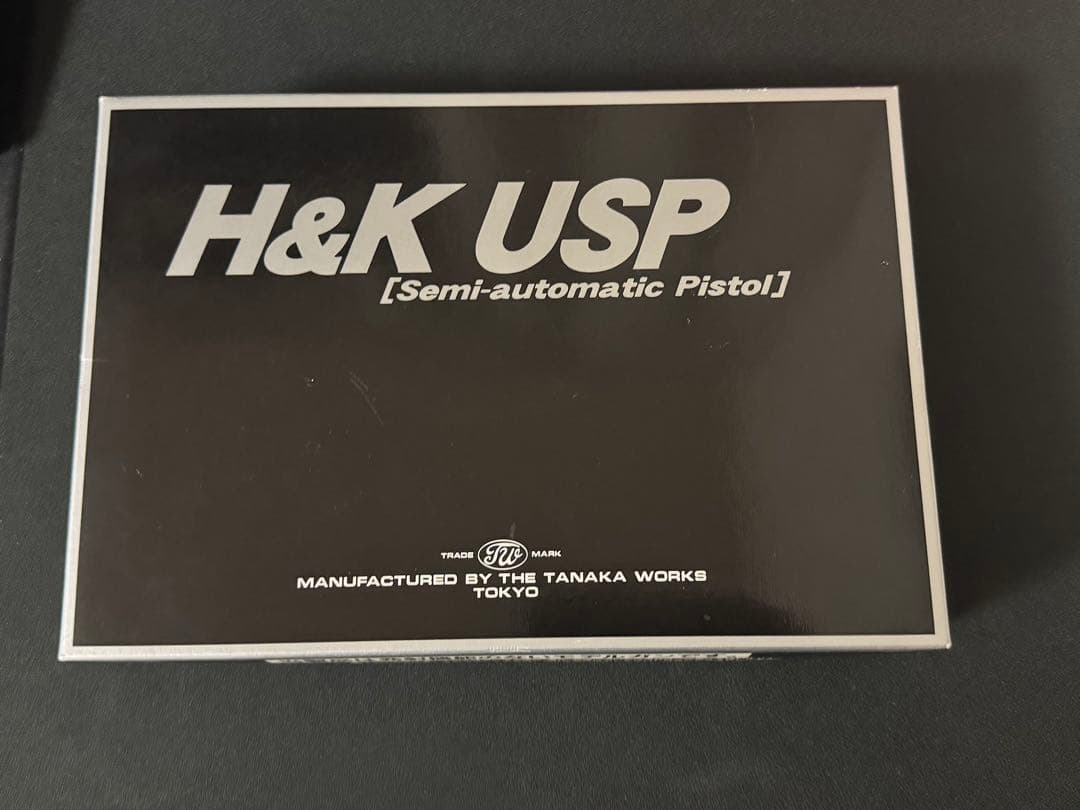 H&K USP
[Semi-automatic Pistol]
TRADE TW MARK
MANUFACTURED BY THE TANAKA WORKS
TOKYO